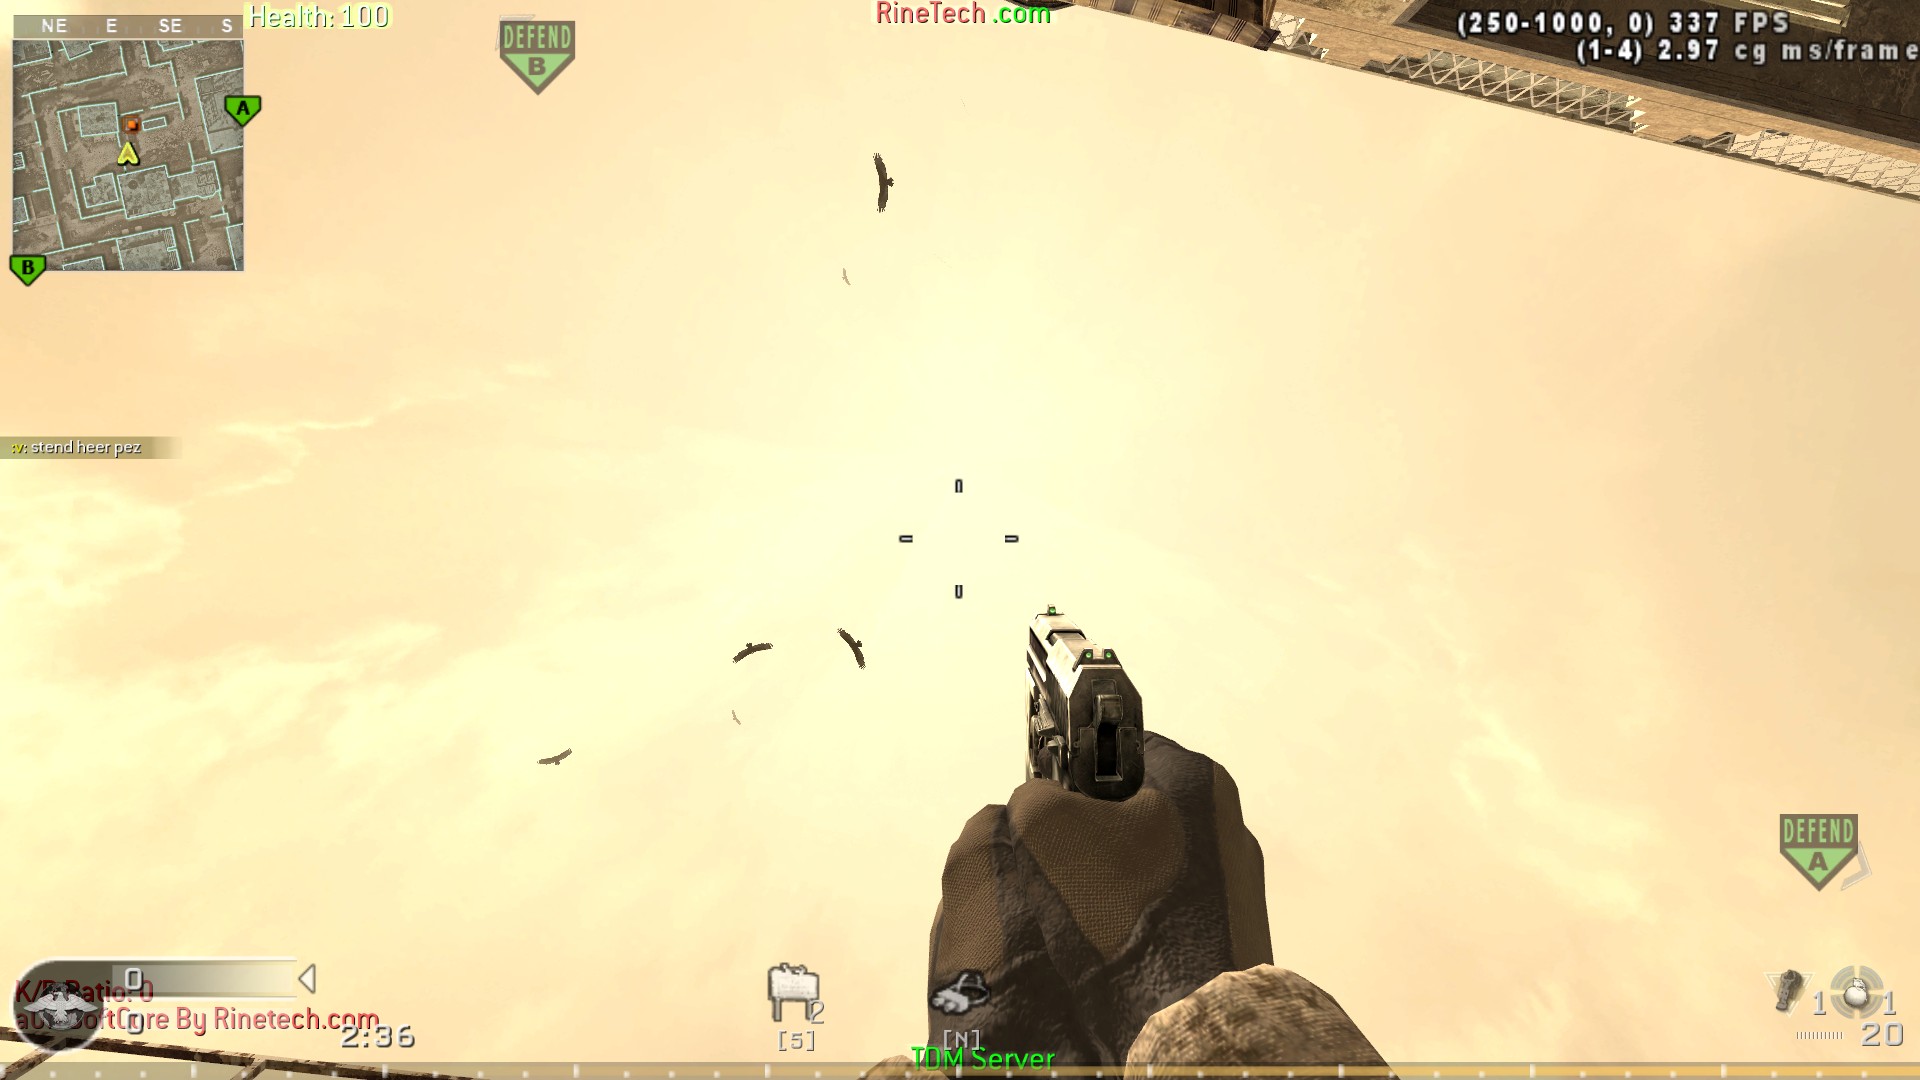 NE E SE S
Health: 100
RineTech .com
(250-1000, 0) 337 FPS
(1-4) 2.97 cg ms/frame
DEFEND
B
A
B
:v: stend heer pez
DEFEND
A
0
K/D Ratio: 0
0
SoftCore By Rinetech.com
2:36
2
[5]
[N]
TDM Server
1
1
20